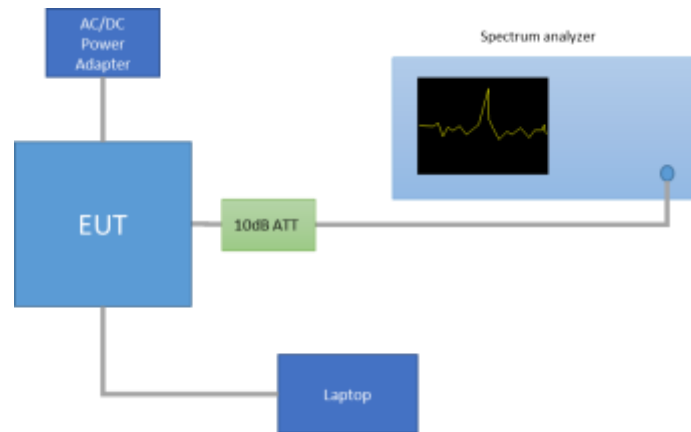 AC/DC
Power
Adapter
Spectrum analyzer
EUT
10dB ATT
Laptop